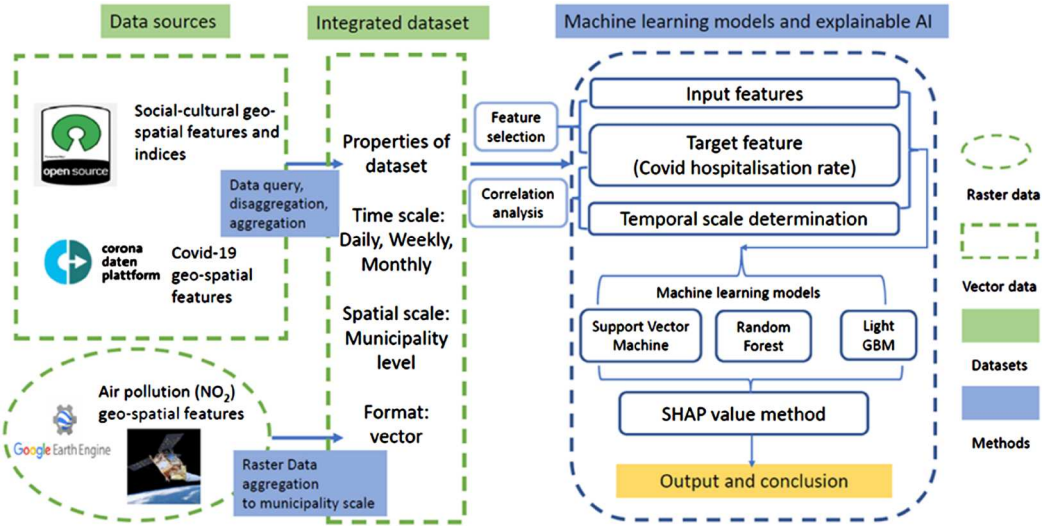 Data sources
Integrated dataset
Machine learning models and explainable AI
Social-cultural geo-
spatial features and
indices
open source
corona
daten
plattform
Covid-19
geo-spatial
features
Air pollution (NO2)
geo-spatial features
Google Earth Engine
Data query,
disaggregation,
aggregation
Raster Data
aggregation
to municipality scale
Properties of
dataset
Time scale:
Daily, Weekly,
Monthly
Spatial scale:
Municipality
level
Format:
vector
Feature
selection
Correlation
analysis
Input features
Target feature
(Covid hospitalisation rate)
Temporal scale determination
Machine learning models
Support Vector
Machine
Random
Forest
Light
GBM
SHAP value method
Output and conclusion
Raster data
Vector data
Datasets
Methods